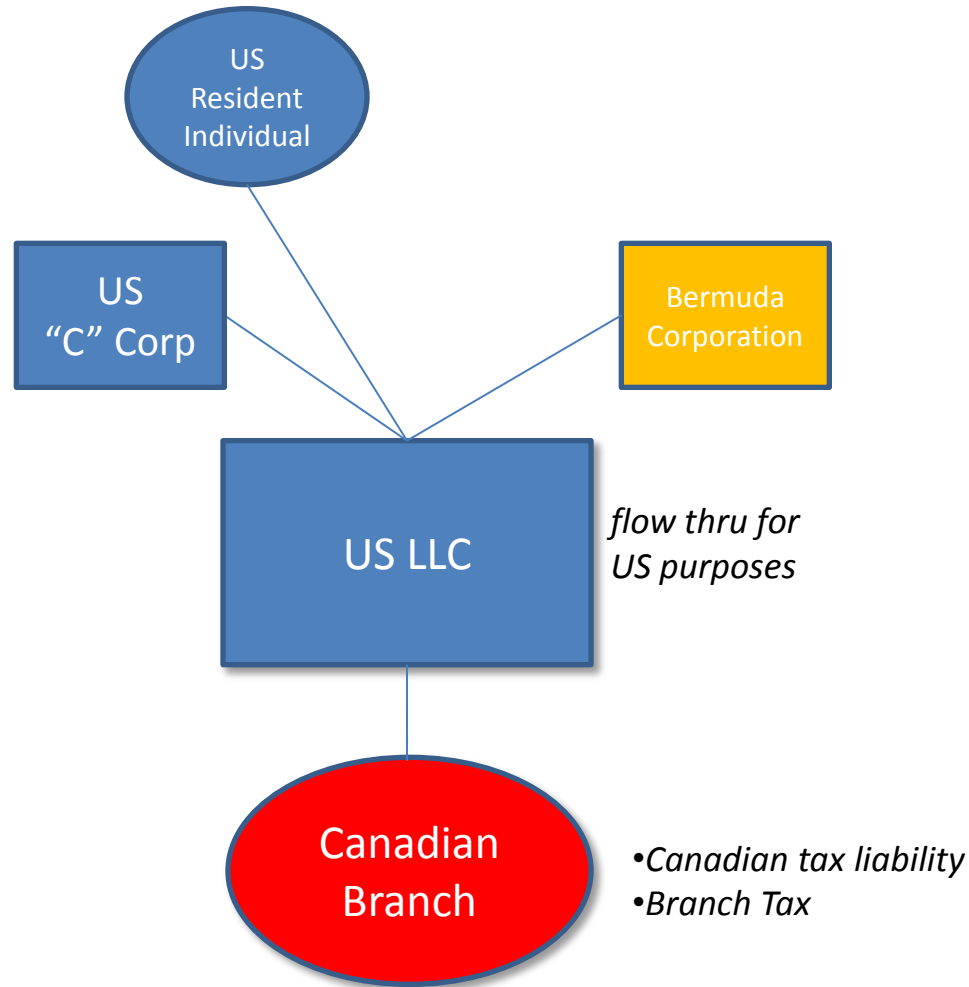 US
Resident
Individual
US
“C” Corp
Bermuda
Corporation
US LLC
flow thru for
US purposes
Canadian
Branch
•Canadian tax liability
•Branch Tax